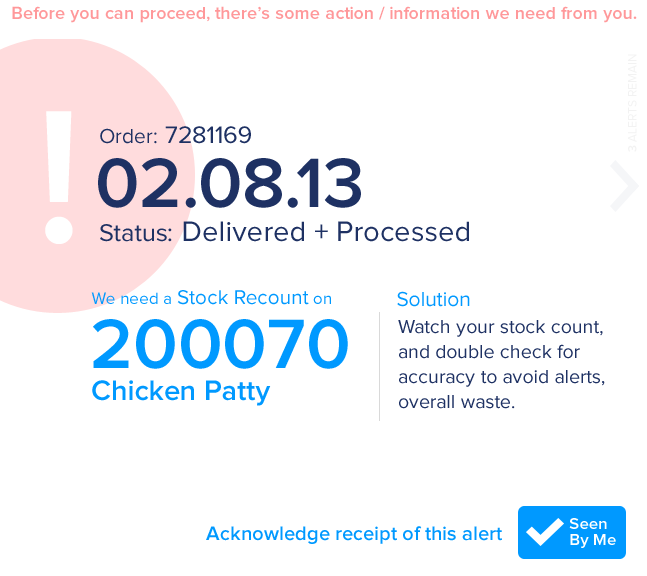 Before you can proceed, there's some action / information we need from you.
3 ALERTS REMAIN
!
Order: 7281169
02.08.13
Status: Delivered + Processed
We need a Stock Recount on
200070
Chicken Patty
Solution
Watch your stock count,
and double check for
accuracy to avoid alerts,
overall waste.
Acknowledge receipt of this alert
Seen
By Me